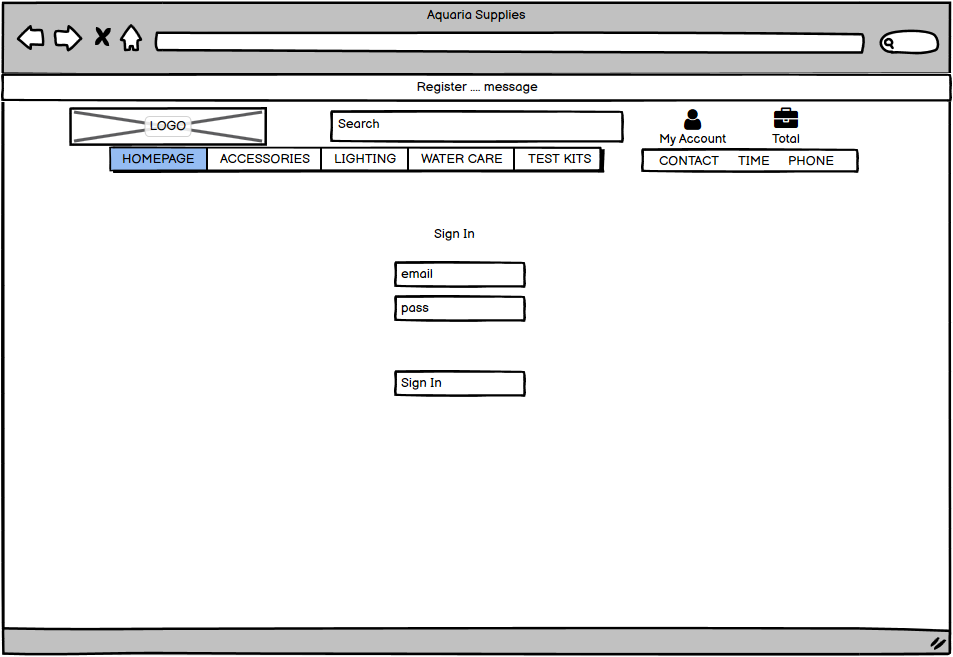 Aquaria Supplies
Register .... message
LOGO
Search
My Account
Total
HOMEPAGE ACCESSORIES LIGHTING WATER CARE TEST KITS
CONTACT TIME PHONE
Sign In
email
pass
Sign In